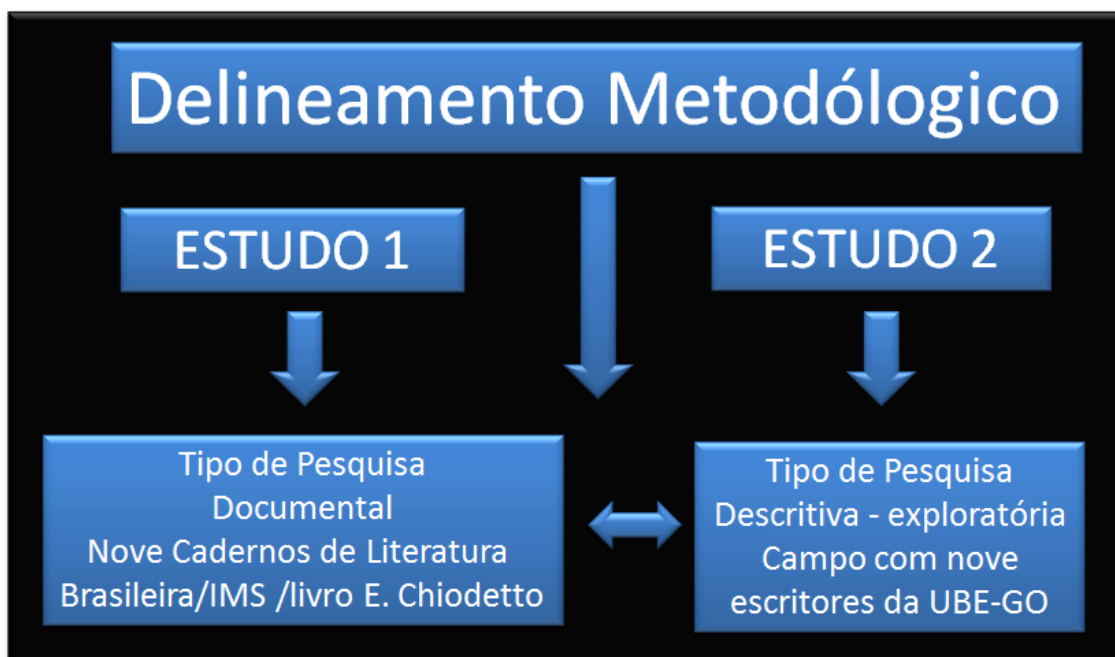 Delineamento Metodólogico
ESTUDO 1
ESTUDO 2
Tipo de Pesquisa
Documental
Nove Cadernos de Literatura
Brasileira/IMS /livro E. Chiodetto
Tipo de Pesquisa
Descritiva - exploratória
Campo com nove
escritores da UBE-GO